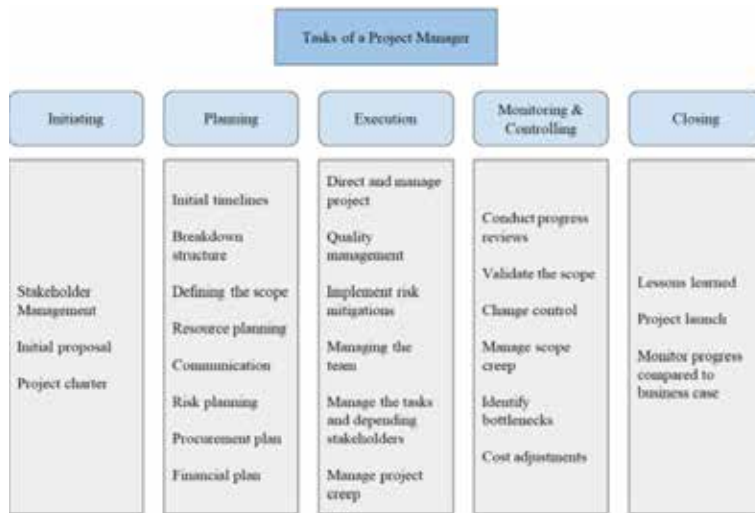 Tasks of a Project Manager
Initiating
Planning
Execution
Monitoring &
Controlling
Closing
Stakeholder
Management
Initial proposal
Project charter
Initial timelines
Breakdown
structure
Defining the scope
Resource planning
Communication
Risk planning
Procurement plan
Financial plan
Direct and manage
project
Quality
management
Implement risk
mitigations
Managing the
team
Manage the tasks
and depending
stakeholders
Manage project
creep
Conduct progress
reviews
Validate the scope
Change control
Manage scope
creep
Identify
bottlenecks
Cost adjustments
Lessons learned
Project launch
Monitor progress
compared to
business case